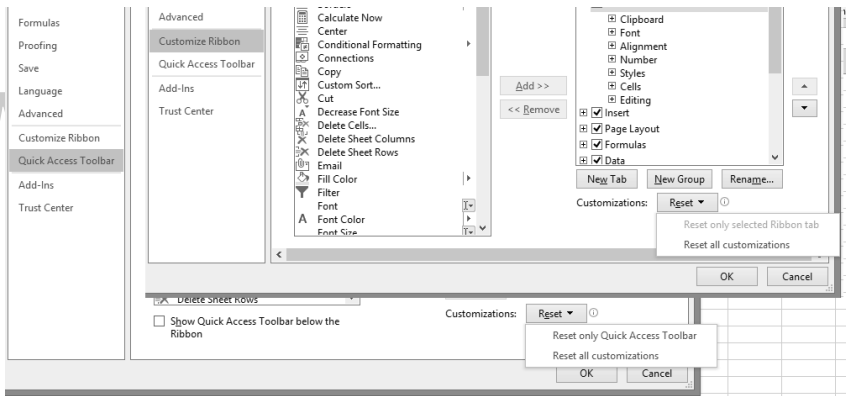 Formulas
Proofing
Save
Language
Advanced
Customize Ribbon
Quick Access Toolbar
Add-Ins
Trust Center
Advanced
Customize Ribbon
Quick Access Toolbar
Add-Ins
Trust Center
Calculate Now
Center
Conditional Formatting
Connections
Copy
Custom Sort...
Cut
Decrease Font Size
Delete Cells...
Delete Sheet Columns
Delete Sheet Rows
Email
Fill Color
Filter
Font
Font Color
Font Size
Add >>
<< Remove
Clipboard
Font
Alignment
Number
Styles
Cells
Editing
Insert
Page Layout
Formulas
Data
New Tab New Group Rename...
Customizations: Reset
Reset only selected Ribbon tab
Reset all customizations
OK Cancel
Delete Sheet Rows
Show Quick Access Toolbar below the
Ribbon
Customizations: Reset
Reset only Quick Access Toolbar
Reset all customizations
OK Cancel